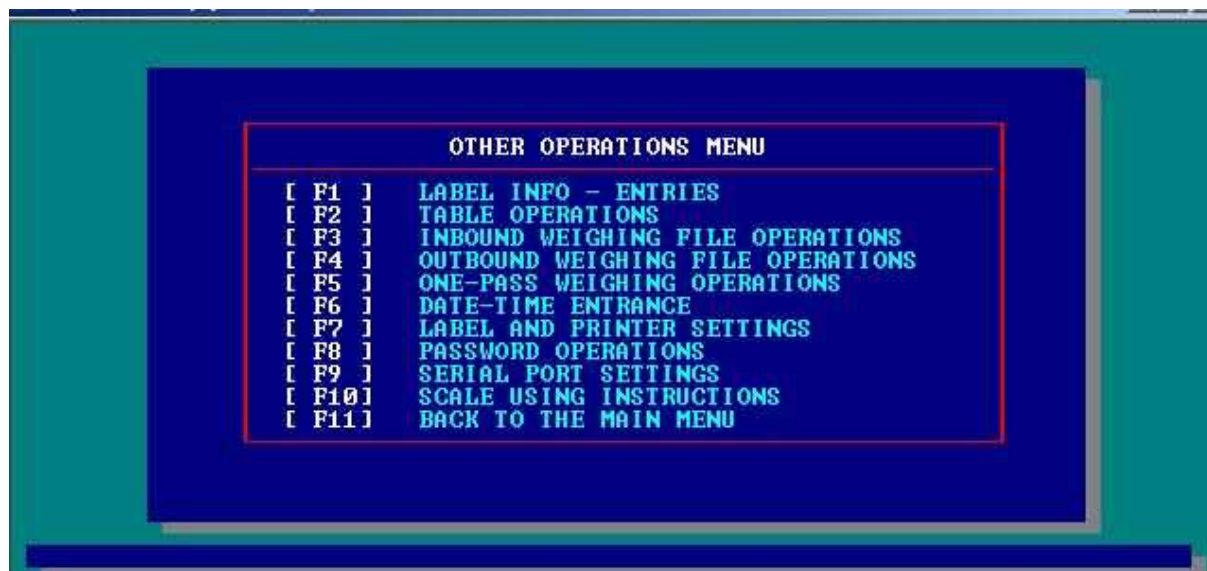 OTHER OPERATIONS MENU
[ F1 ] LABEL INFO - ENTRIES
[ F2 ] TABLE OPERATIONS
[ F3 ] INBOUND WEIGHING FILE OPERATIONS
[ F4 ] OUTBOUND WEIGHING FILE OPERATIONS
[ F5 ] ONE-PASS WEIGHING OPERATIONS
[ F6 ] DATE-TIME ENTRANCE
[ F7 ] LABEL AND PRINTER SETTINGS
[ F8 ] PASSWORD OPERATIONS
[ F9 ] SERIAL PORT SETTINGS
[ F10] SCALE USING INSTRUCTIONS
[ F11] BACK TO THE MAIN MENU